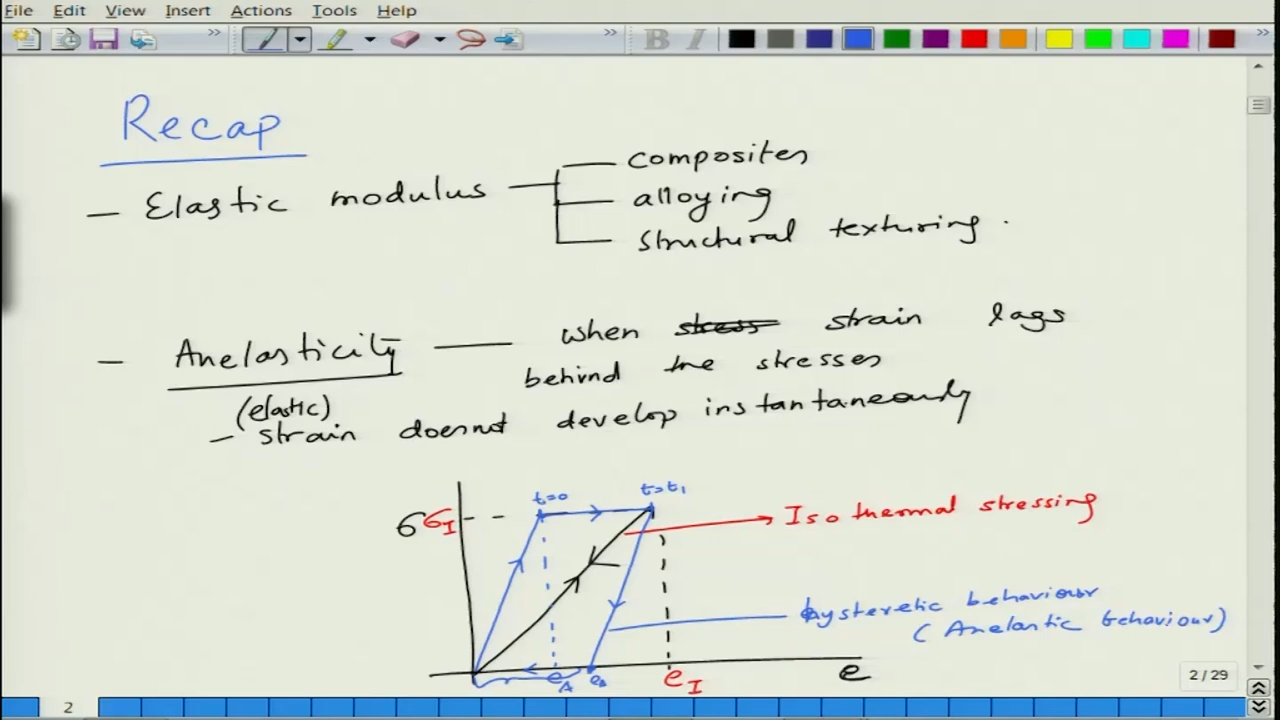 File Edit View Insert Actions Tools Help
B I
Recap
- Elastic modulus
composites
alloying
structural texturing.
- Anelasticity — when stress strain lags
behind the stresses
(elastic)
- strain doesnot develop instantaneously
t=0
t=t1
σ σI
Isothermal stressing
hysteretic behaviour
(Anelastic behaviour)
eA
eI
e
2 / 29
2